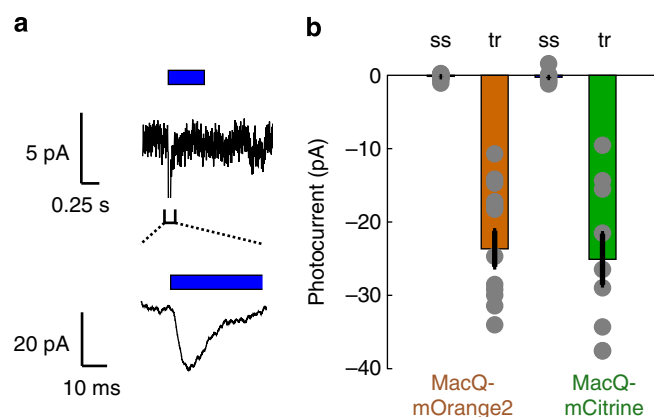 a
5 pA
0.25 s
20 pA
10 ms
b
ss tr ss tr
Photocurrent (pA)
0
−10
−20
−30
−40
MacQ-
mOrange2
MacQ-
mCitrine